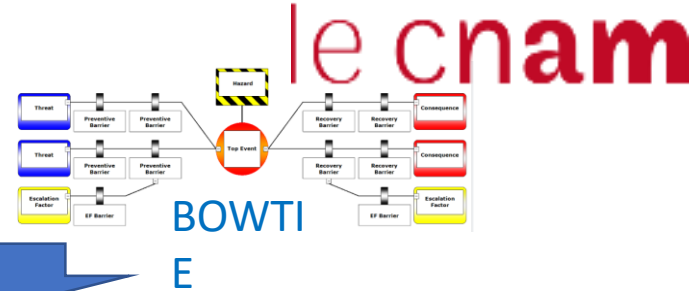 le cnam
Hazard
Threat
Preventive
Barrier
Preventive
Barrier
Top Event
Recovery
Barrier
Recovery
Barrier
Consequence
Threat
Preventive
Barrier
Preventive
Barrier
Recovery
Barrier
Recovery
Barrier
Consequence
Escalation
Factor
EF Barrier
EF Barrier
Escalation
Factor
BOWTI
E